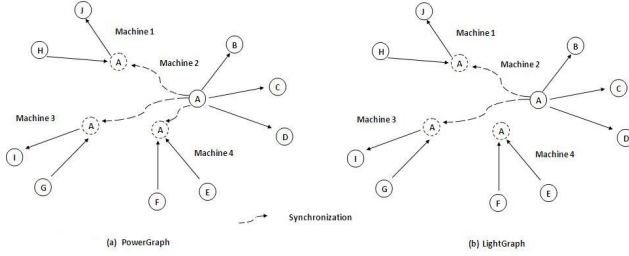 J
Machine 1
H
A
Machine 2
B
C
A
D
Machine 3
A
A
I
Machine 4
G
F
E
Synchronization
(a) PowerGraph
J
Machine 1
H
A
Machine 2
B
C
A
D
Machine 3
A
A
I
Machine 4
G
F
E
(b) LightGraph